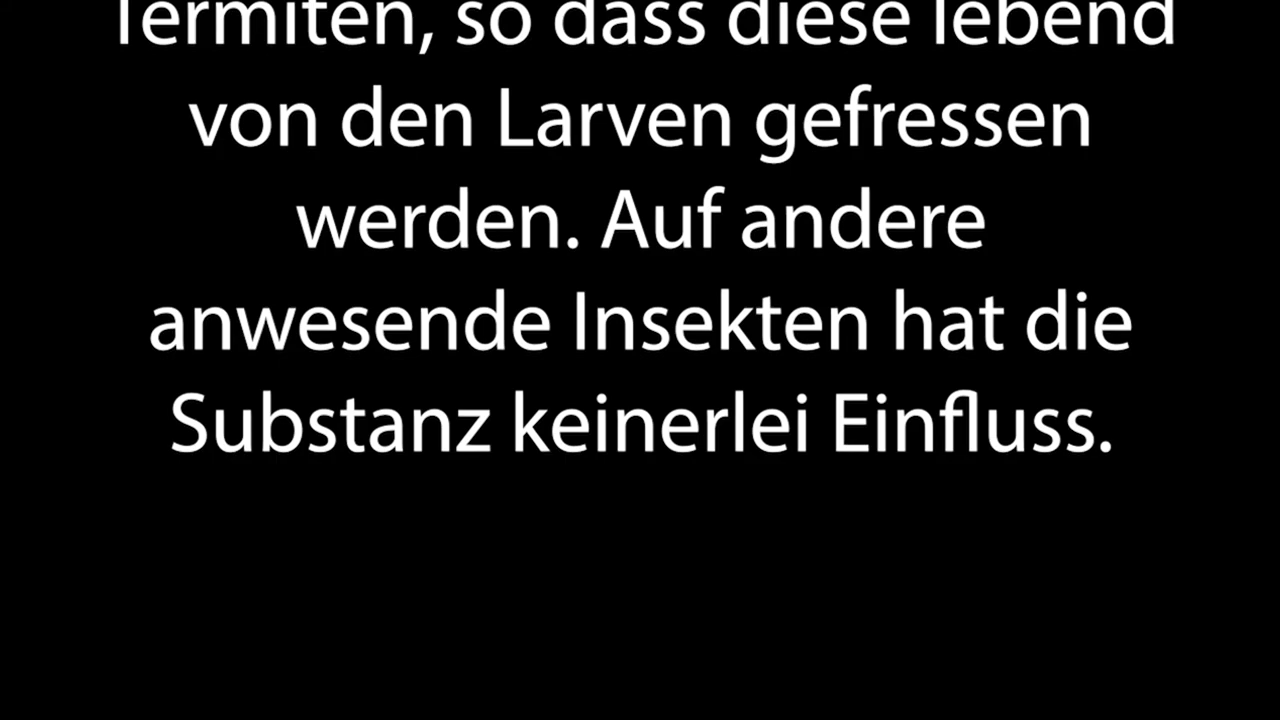 Termiten, so dass diese lebend
von den Larven gefressen
werden. Auf andere
anwesende Insekten hat die
Substanz keinerlei Einfluss.